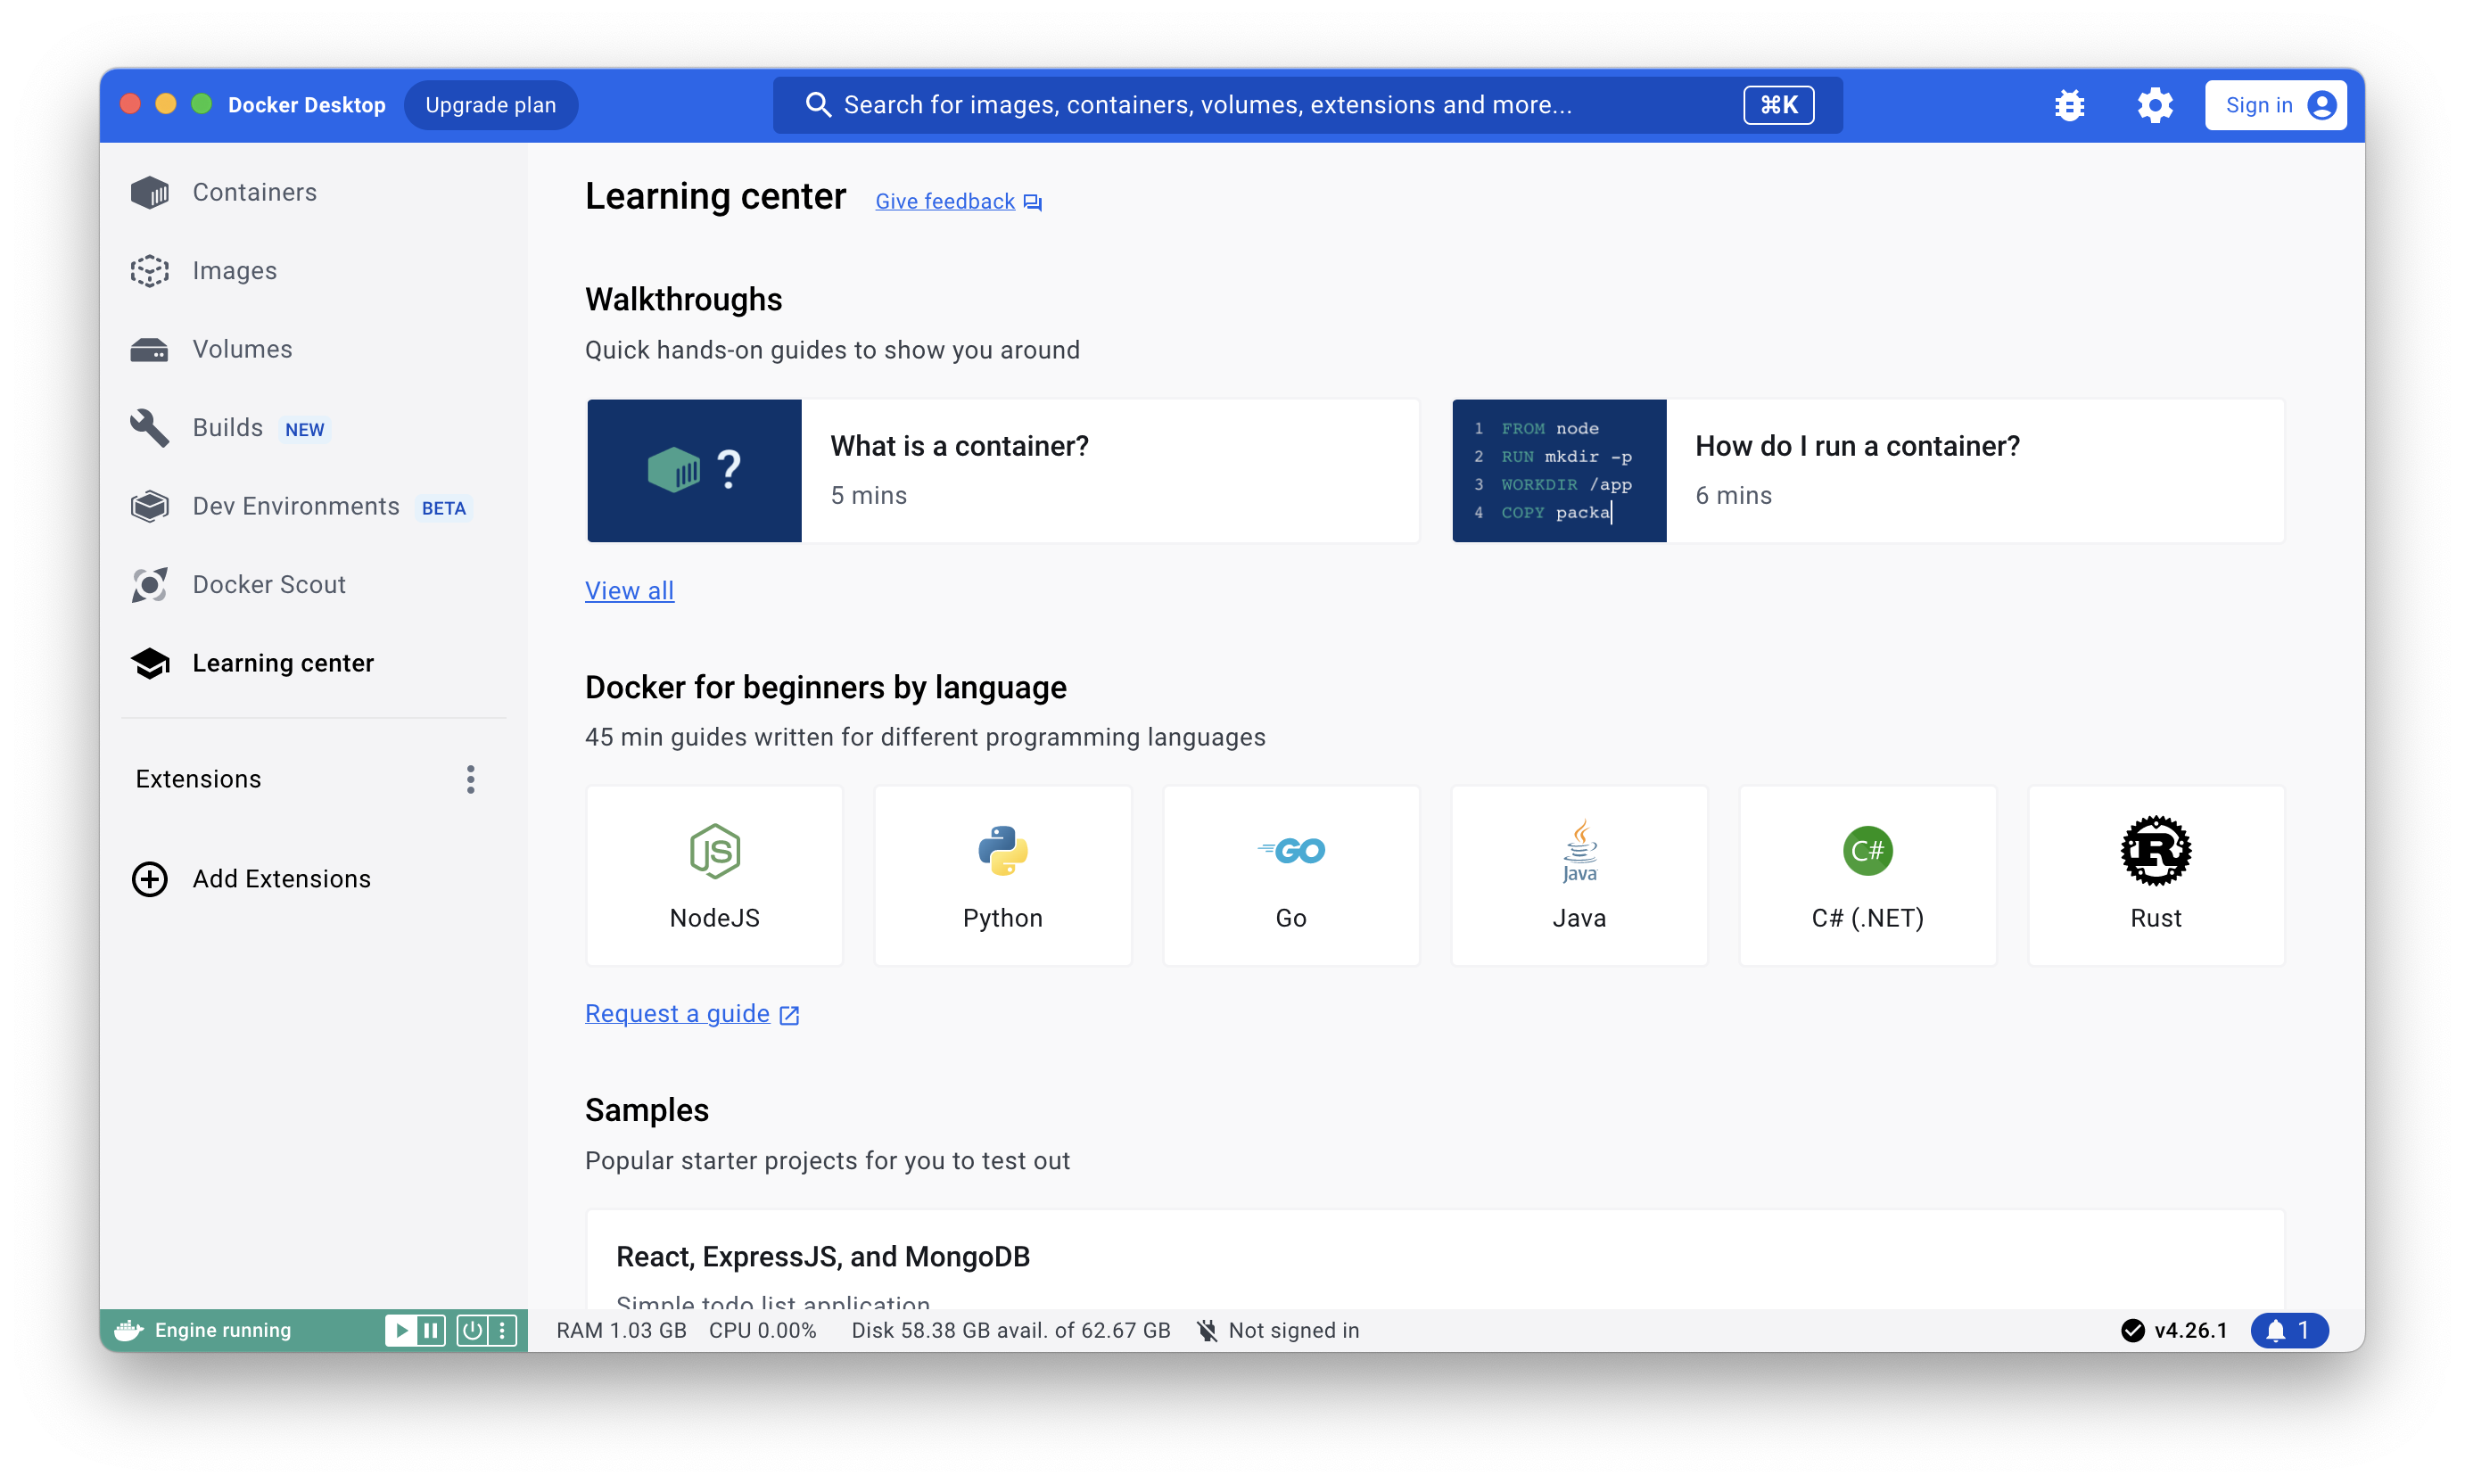 Docker Desktop
Upgrade plan
Search for images, containers, volumes, extensions and more...
⌘K
Sign in
Containers
Images
Volumes
Builds NEW
Dev Environments BETA
Docker Scout
Learning center
Extensions
Add Extensions
Learning center
Give feedback
Walkthroughs
Quick hands-on guides to show you around
?
What is a container?
5 mins
1 FROM node
2 RUN mkdir -p
3 WORKDIR /app
4 COPY packa
How do I run a container?
6 mins
View all
Docker for beginners by language
45 min guides written for different programming languages
JS
NodeJS
Python
GO
Go
Java
Java
C#
C# (.NET)
R
Rust
Request a guide
Samples
Popular starter projects for you to test out
React, ExpressJS, and MongoDB
Simple todo list application
Engine running
RAM 1.03 GB CPU 0.00% Disk 58.38 GB avail. of 62.67 GB Not signed in
v4.26.1
1